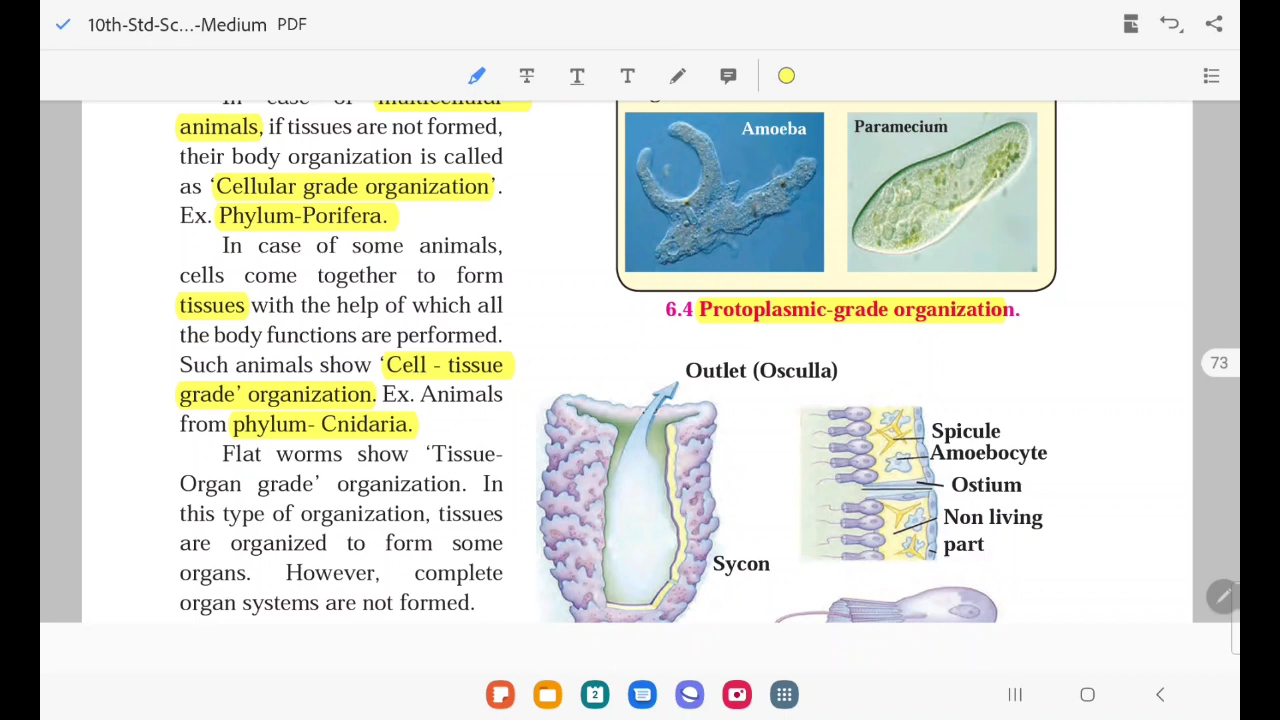 10th-Std-Sc...-Medium PDF
In case of multicellular
animals, if tissues are not formed,
their body organization is called
as ‘Cellular grade organization’.
Ex. Phylum-Porifera.
In case of some animals,
cells come together to form
tissues with the help of which all
the body functions are performed.
Such animals show ‘Cell - tissue
grade’ organization. Ex. Animals
from phylum- Cnidaria.
Flat worms show ‘Tissue-
Organ grade’ organization. In
this type of organization, tissues
are organized to form some
organs. However, complete
organ systems are not formed.
Amoeba
Paramecium
6.4 Protoplasmic-grade organization.
Outlet (Osculla)
Spicule
Amoebocyte
Ostium
Non living
part
Sycon
73
2